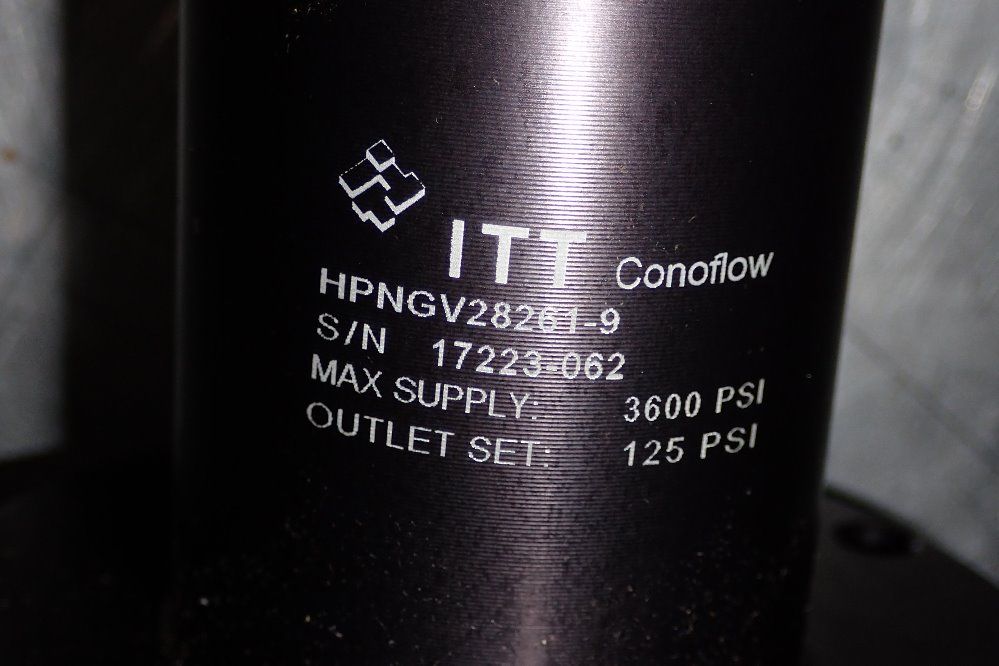 ITT Conoflow
HPNGV28261-9
S/N 17223-062
MAX SUPPLY: 3600 PSI
OUTLET SET: 125 PSI